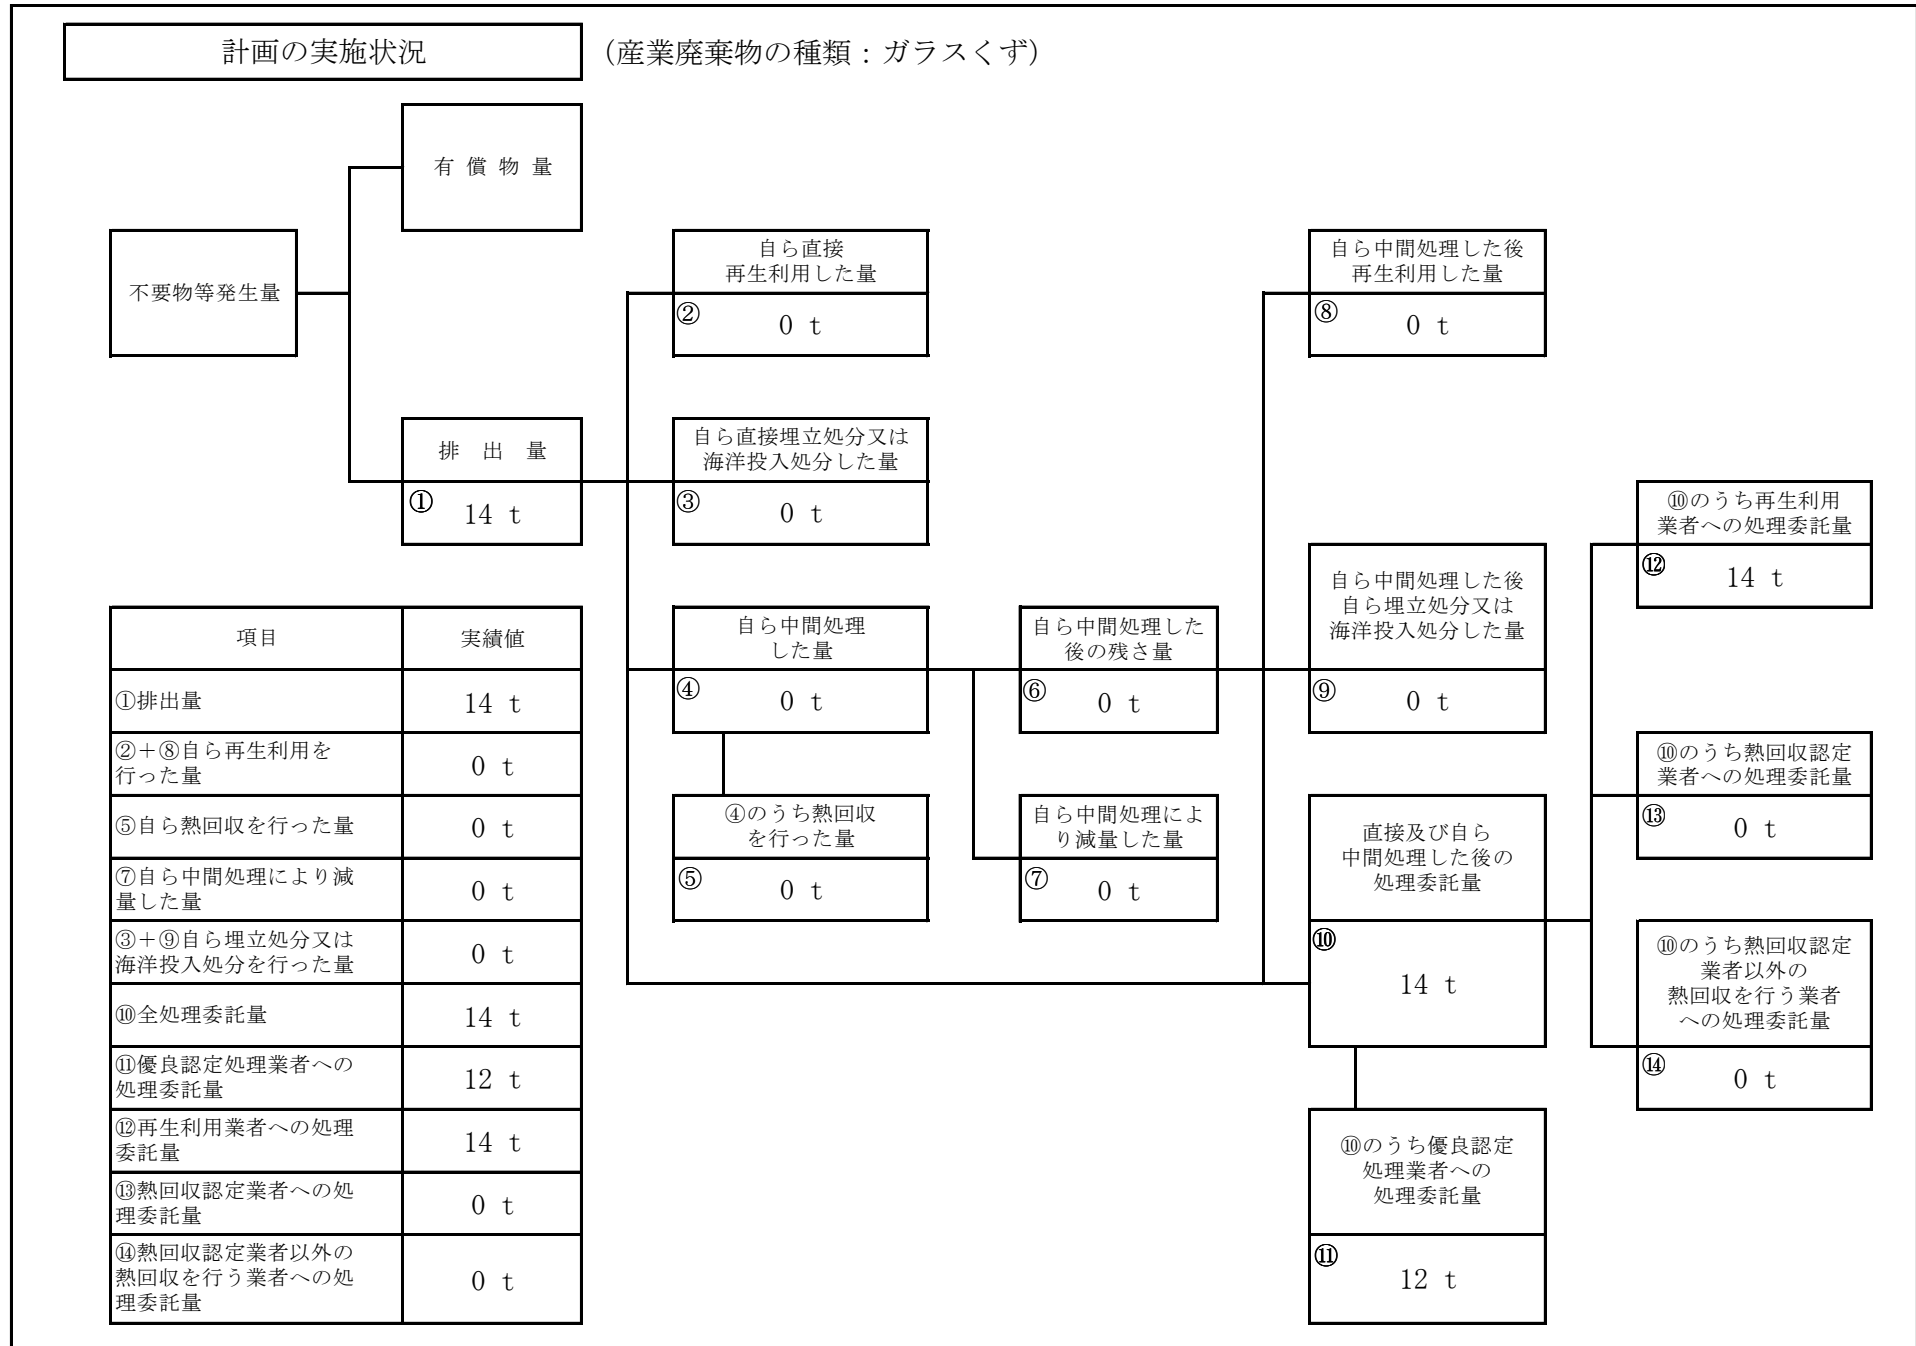 計画の実施状況
（産業廃棄物の種類：ガラスくず）
有 償 物 量
不要物等発生量
自ら直接
再生利用した量
②
0 t
自ら中間処理した後
再生利用した量
⑧
0 t
排 出 量
①
14 t
自ら直接埋立処分又は
海洋投入処分した量
③
0 t
⑩のうち再生利用
業者への処理委託量
⑫
14 t
自ら中間処理した後
自ら埋立処分又は
海洋投入処分した量
⑨
0 t
自ら中間処理
した量
④
0 t
自ら中間処理した
後の残さ量
⑥
0 t
⑩のうち熱回収認定
業者への処理委託量
⑬
0 t
④のうち熱回収
を行った量
⑤
0 t
自ら中間処理によ
り減量した量
⑦
0 t
直接及び自ら
中間処理した後の
処理委託量
⑩
14 t
⑩のうち熱回収認定
業者以外の
熱回収を行う業者
への処理委託量
⑭
0 t
⑩のうち優良認定
処理業者への
処理委託量
⑪
12 t
項目 実績値
①排出量 14 t
②＋⑧自ら再生利用を
行った量 0 t
⑤自ら熱回収を行った量 0 t
⑦自ら中間処理により減
量した量 0 t
③＋⑨自ら埋立処分又は
海洋投入処分を行った量 0 t
⑩全処理委託量 14 t
⑪優良認定処理業者への
処理委託量 12 t
⑫再生利用業者への処理
委託量 14 t
⑬熱回収認定業者への処
理委託量 0 t
⑭熱回収認定業者以外の
熱回収を行う業者への処
理委託量 0 t